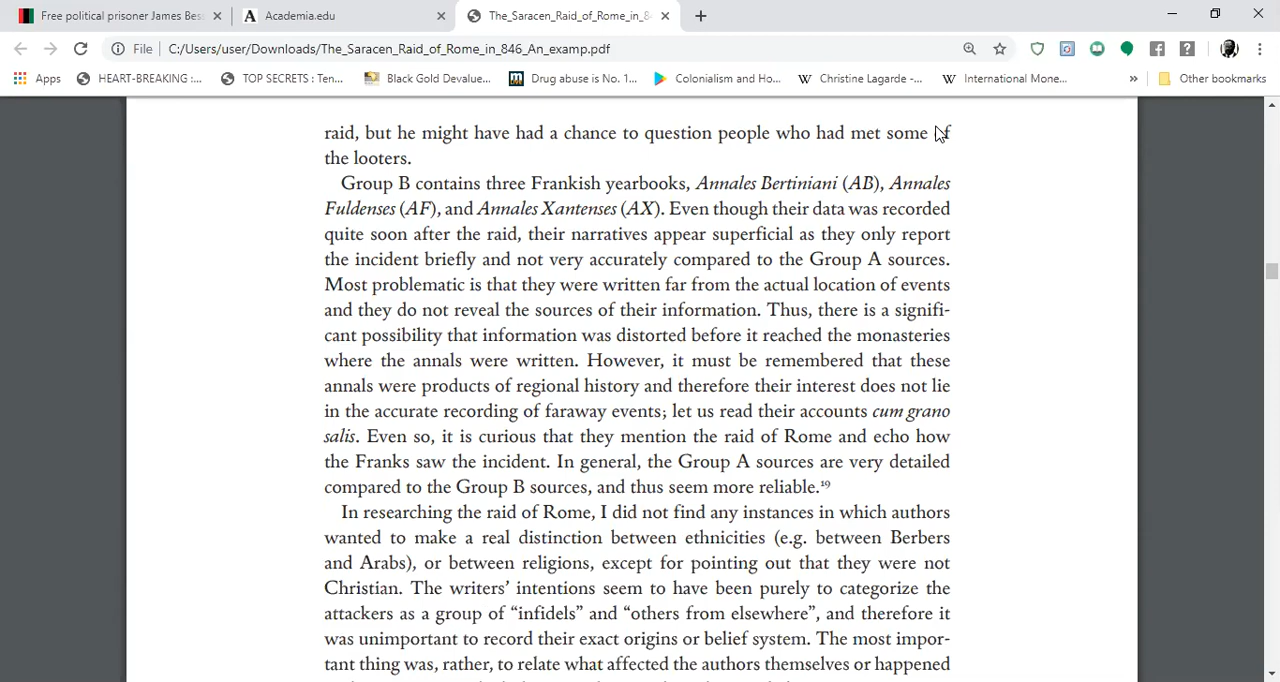 Free political prisoner James Bes
Academia.edu
The_Saracen_Raid_of_Rome_in_8
File
C:/Users/user/Downloads/The_Saracen_Raid_of_Rome_in_846_An_examp.pdf
Apps
HEART-BREAKING :...
TOP SECRETS : Ten...
Black Gold Devalue...
Drug abuse is No. 1...
Colonialism and Ho...
Christine Lagarde -...
International Mone...
»
Other bookmarks
raid, but he might have had a chance to question people who had met some of
the looters.
Group B contains three Frankish yearbooks, Annales Bertiniani (AB), Annales
Fuldenses (AF), and Annales Xantenses (AX). Even though their data was recorded
quite soon after the raid, their narratives appear superficial as they only report
the incident briefly and not very accurately compared to the Group A sources.
Most problematic is that they were written far from the actual location of events
and they do not reveal the sources of their information. Thus, there is a signifi-
cant possibility that information was distorted before it reached the monasteries
where the annals were written. However, it must be remembered that these
annals were products of regional history and therefore their interest does not lie
in the accurate recording of faraway events; let us read their accounts cum grano
salis. Even so, it is curious that they mention the raid of Rome and echo how
the Franks saw the incident. In general, the Group A sources are very detailed
compared to the Group B sources, and thus seem more reliable.¹⁹
In researching the raid of Rome, I did not find any instances in which authors
wanted to make a real distinction between ethnicities (e.g. between Berbers
and Arabs), or between religions, except for pointing out that they were not
Christian. The writers’ intentions seem to have been purely to categorize the
attackers as a group of “infidels” and “others from elsewhere”, and therefore it
was unimportant to record their exact origins or belief system. The most impor-
tant thing was, rather, to relate what affected the authors themselves or happened